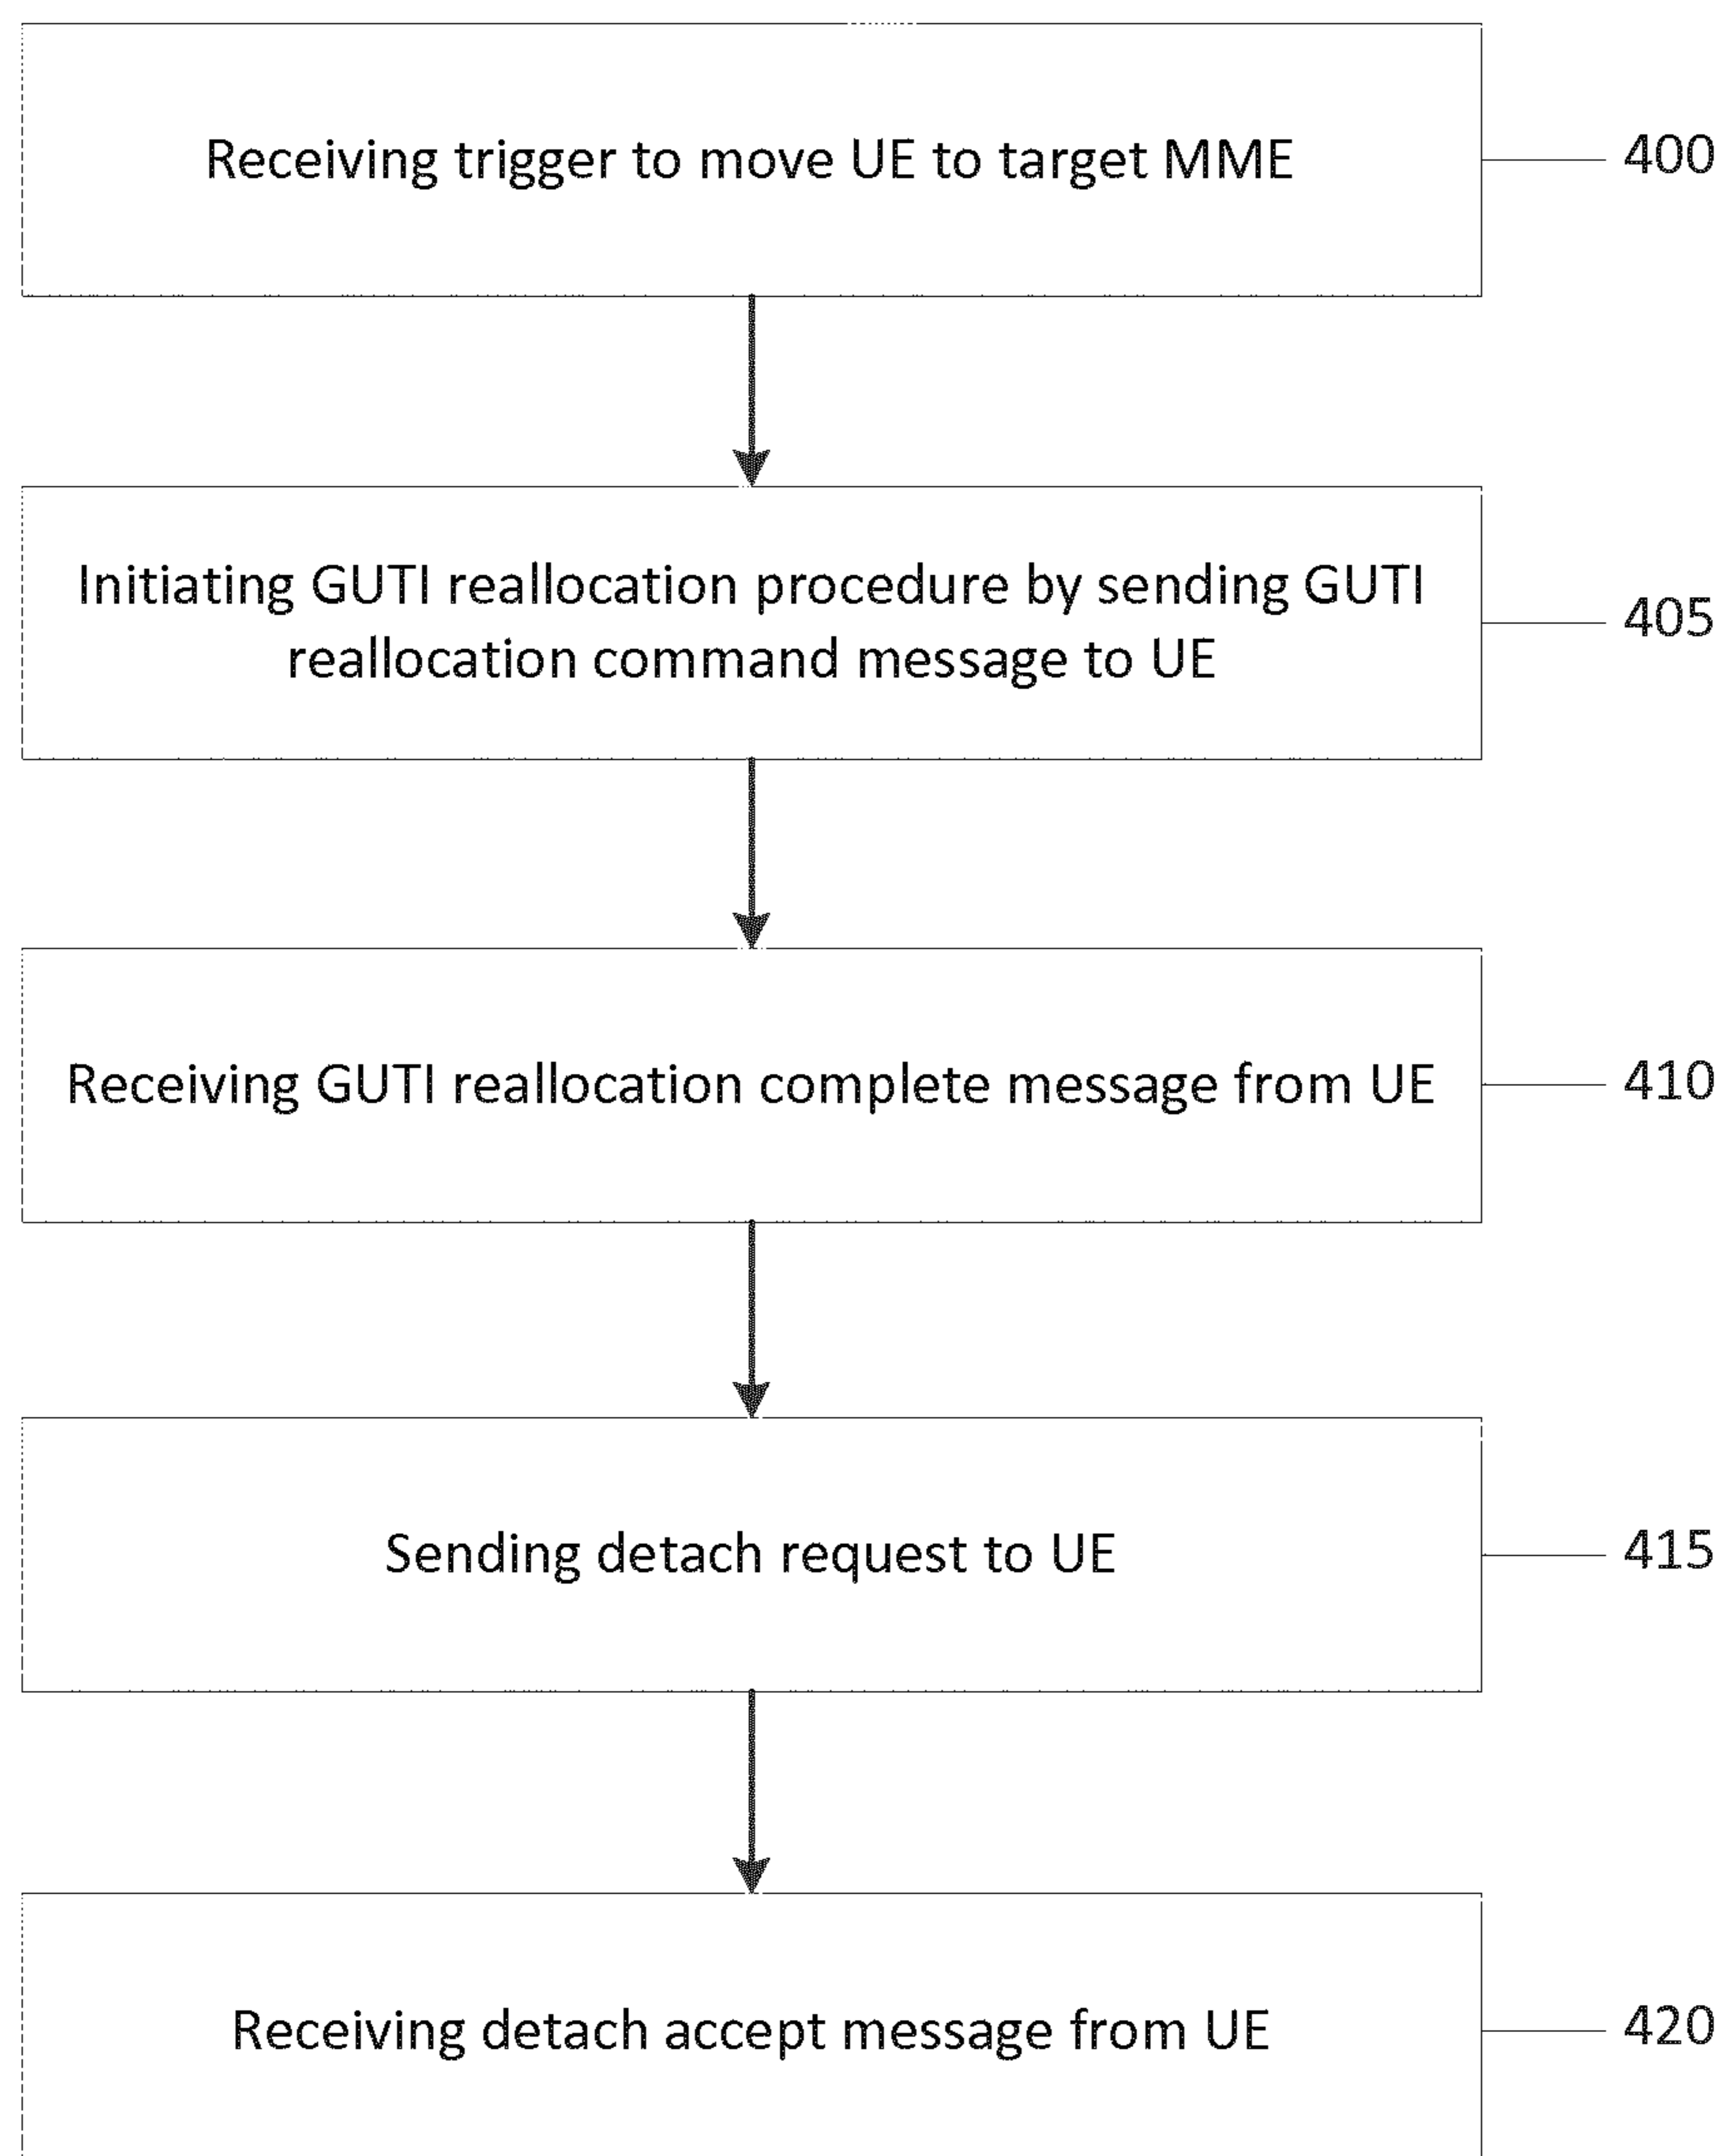 Receiving trigger to move UE to target MME
400
Initiating GUTI reallocation procedure by sending GUTI
reallocation command message to UE
405
Receiving GUTI reallocation complete message from UE
410
Sending detach request to UE
415
Receiving detach accept message from UE
420